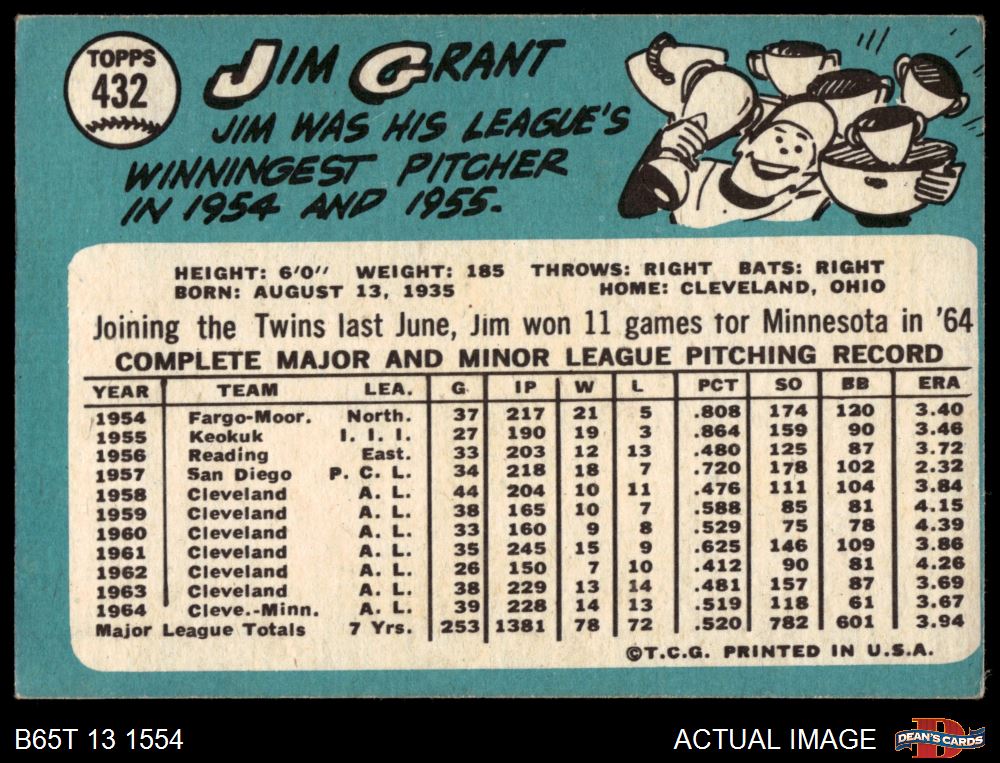 TOPPS
432
JIM GRANT
JIM WAS HIS LEAGUE'S
WINNINGEST PITCHER
IN 1954 AND 1955.
HEIGHT: 6'0" WEIGHT: 185 THROWS: RIGHT BATS: RIGHT
BORN: AUGUST 13, 1935 HOME: CLEVELAND, OHIO
Joining the Twins last June, Jim won 11 games for Minnesota in '64
COMPLETE MAJOR AND MINOR LEAGUE PITCHING RECORD
YEAR TEAM LEA. G IP W L PCT SO BB ERA
1954 Fargo-Moor. North. 37 217 21 5 .808 174 120 3.40
1955 Keokuk I. I. I. 27 190 19 3 .864 159 90 3.46
1956 Reading East. 33 203 12 13 .480 125 87 3.72
1957 San Diego P. C. L. 34 218 18 7 .720 178 102 2.32
1958 Cleveland A. L. 44 204 10 11 .476 111 104 3.84
1959 Cleveland A. L. 38 165 10 7 .588 85 81 4.15
1960 Cleveland A. L. 33 160 9 8 .529 75 78 4.39
1961 Cleveland A. L. 35 245 15 9 .625 146 109 3.86
1962 Cleveland A. L. 26 150 7 10 .412 90 81 4.26
1963 Cleveland A. L. 38 229 13 14 .481 157 87 3.69
1964 Cleve.-Minn. A. L. 39 228 14 13 .519 118 61 3.67
Major League Totals 7 Yrs. 253 1381 78 72 .520 782 601 3.94
©T.C.G. PRINTED IN U.S.A.
B65T 13 1554
ACTUAL IMAGE
D
DEAN'S CARDS